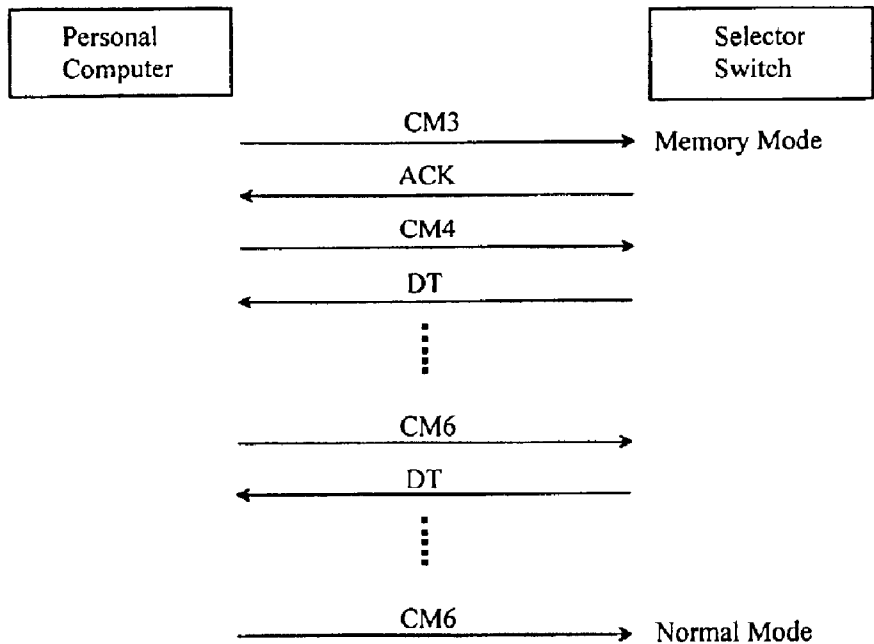 Personal
Computer
Selector
Switch
CM3
Memory Mode
ACK
CM4
DT
CM6
DT
CM6
Normal Mode